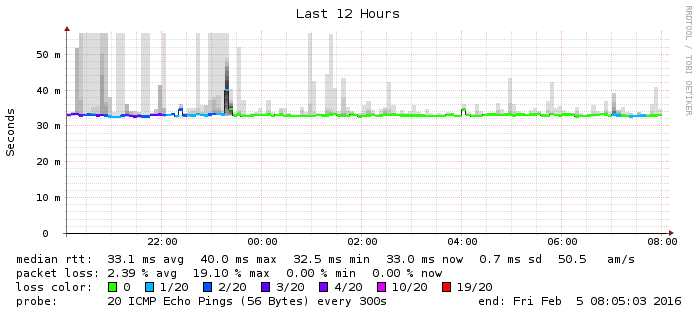 Last 12 Hours
RRDTOOL / TOBI OETIKER
Seconds
50 m
40 m
30 m
20 m
10 m
0
22:00 00:00 02:00 04:00 06:00 08:00
median rtt: 33.1 ms avg 40.0 ms max 32.5 ms min 33.0 ms now 0.7 ms sd 50.5 am/s
packet loss: 2.39 % avg 19.10 % max 0.00 % min 0.00 % now
loss color: 0 1/20 2/20 3/20 4/20 10/20 19/20
probe: 20 ICMP Echo Pings (56 Bytes) every 300s end: Fri Feb 5 08:05:03 2016